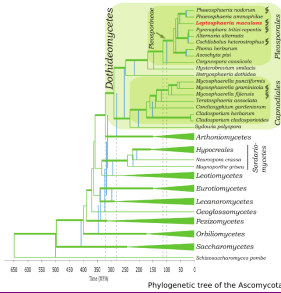 Dothideomycetes
Pleosporineae
Pleosporales
Capnodiales
Phaeosphaeria nodorum
Phaeosphaeria ammophilae
Leptosphaeria maculans
Pyrenophora tritici-repentis
Alternaria alternata
Cochliobolus heterostrophus
Phoma herbarum
Ascochyta pisi
Corynespora cassiicola
Hysterobrevium smilacis
Botryosphaeria dothidea
Mycosphaerella punctiformis
Mycosphaerella graminicola
Mycosphaerella fijiensis
Teratosphaeria associata
Catenulostroma
Cladosporium herbarum
Cladosporium cladosporioides
Sydowia polyspora
Arthoniomycetes
Hypocreales
Neurospora crassa
Magnaporthe grisea
Sordario-
mycetes
Leotiomycetes
Eurotiomycetes
Lecanoromycetes
Geoglossomycetes
Pezizomycetes
Orbiliomycetes
Saccharomycetes
Schizosaccharomyces pombe
650 600 550 500 450 400 350 300 250 200 150 100 50 0
Time (MYA)
Phylogenetic tree of the Ascomycota